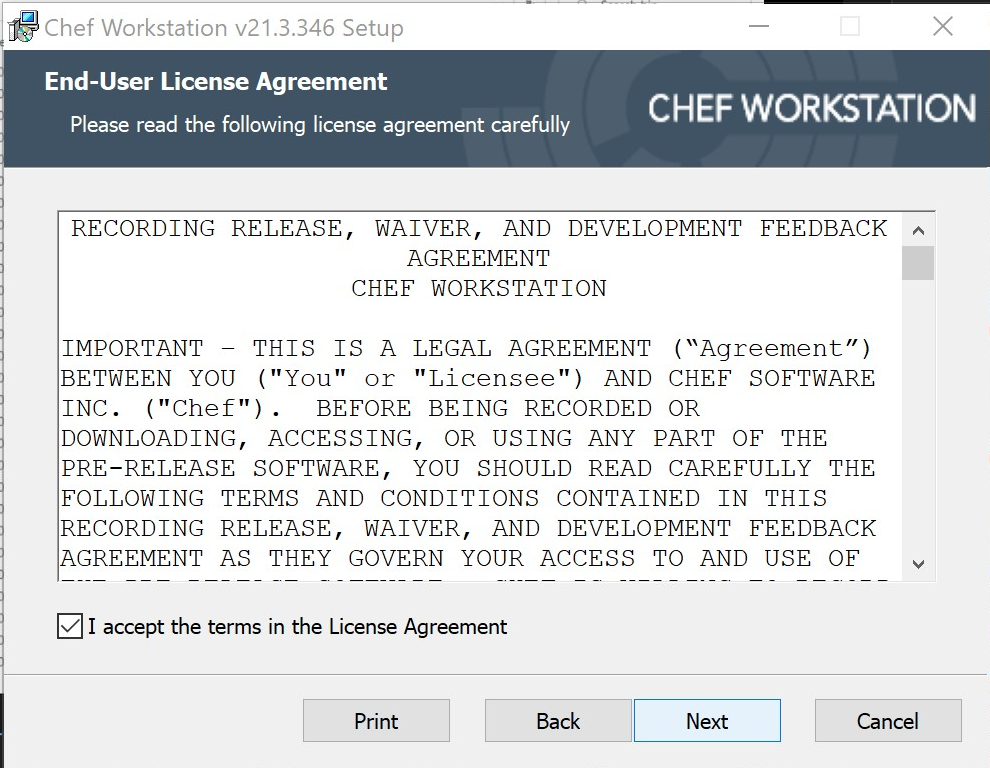 Chef Workstation v21.3.346 Setup
End-User License Agreement
Please read the following license agreement carefully
CHEF WORKSTATION
RECORDING RELEASE, WAIVER, AND DEVELOPMENT FEEDBACK
AGREEMENT
CHEF WORKSTATION
IMPORTANT – THIS IS A LEGAL AGREEMENT (“Agreement”)
BETWEEN YOU ("You" or "Licensee") AND CHEF SOFTWARE
INC. ("Chef").  BEFORE BEING RECORDED OR
DOWNLOADING, ACCESSING, OR USING ANY PART OF THE
PRE-RELEASE SOFTWARE, YOU SHOULD READ CAREFULLY THE
FOLLOWING TERMS AND CONDITIONS CONTAINED IN THIS
RECORDING RELEASE, WAIVER, AND DEVELOPMENT FEEDBACK
AGREEMENT AS THEY GOVERN YOUR ACCESS TO AND USE OF
I accept the terms in the License Agreement
Print
Back
Next
Cancel